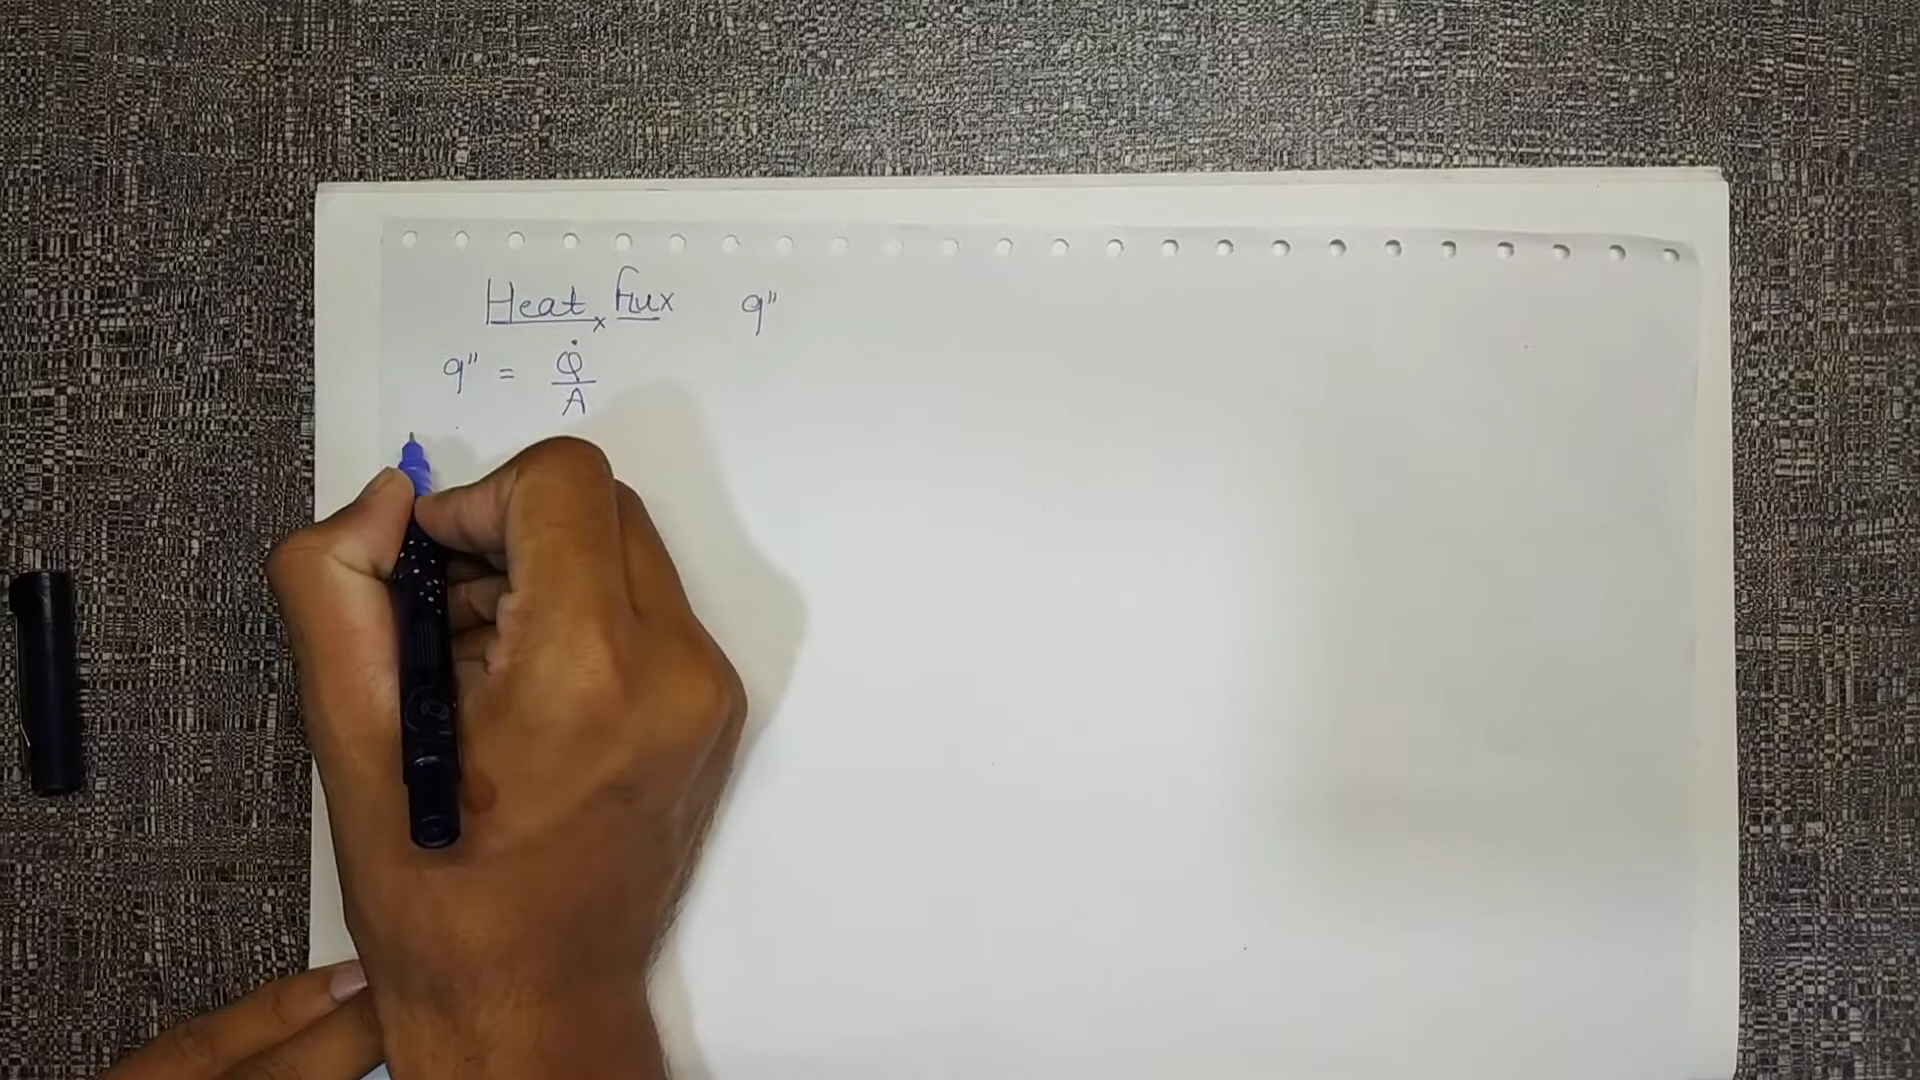 Heat Flux q"
q" = Q̇
A